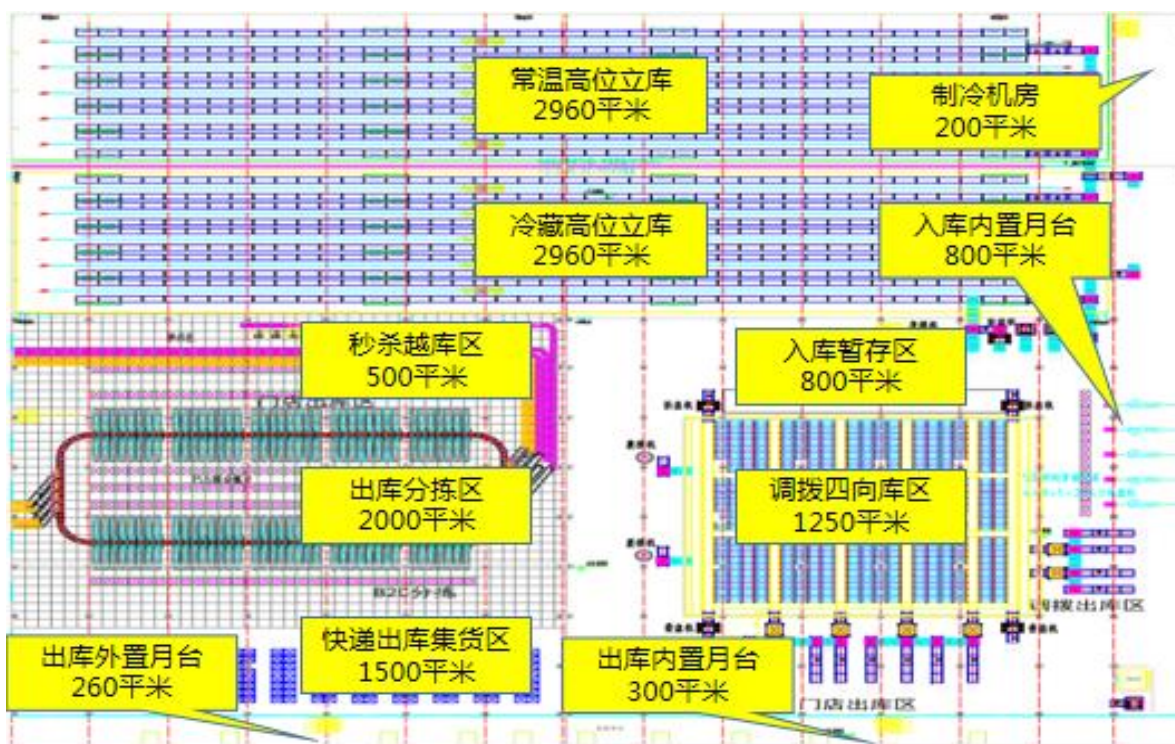 常温高位立库
2960平米
制冷机房
200平米
冷藏高位立库
2960平米
入库内置月台
800平米
秒杀越库区
500平米
入库暂存区
800平米
出库分拣区
2000平米
调拨四向库区
1250平米
B2C分拣
调拨出库区
快递出库集货区
1500平米
出库外置月台
260平米
出库内置月台
300平米
门店出库区